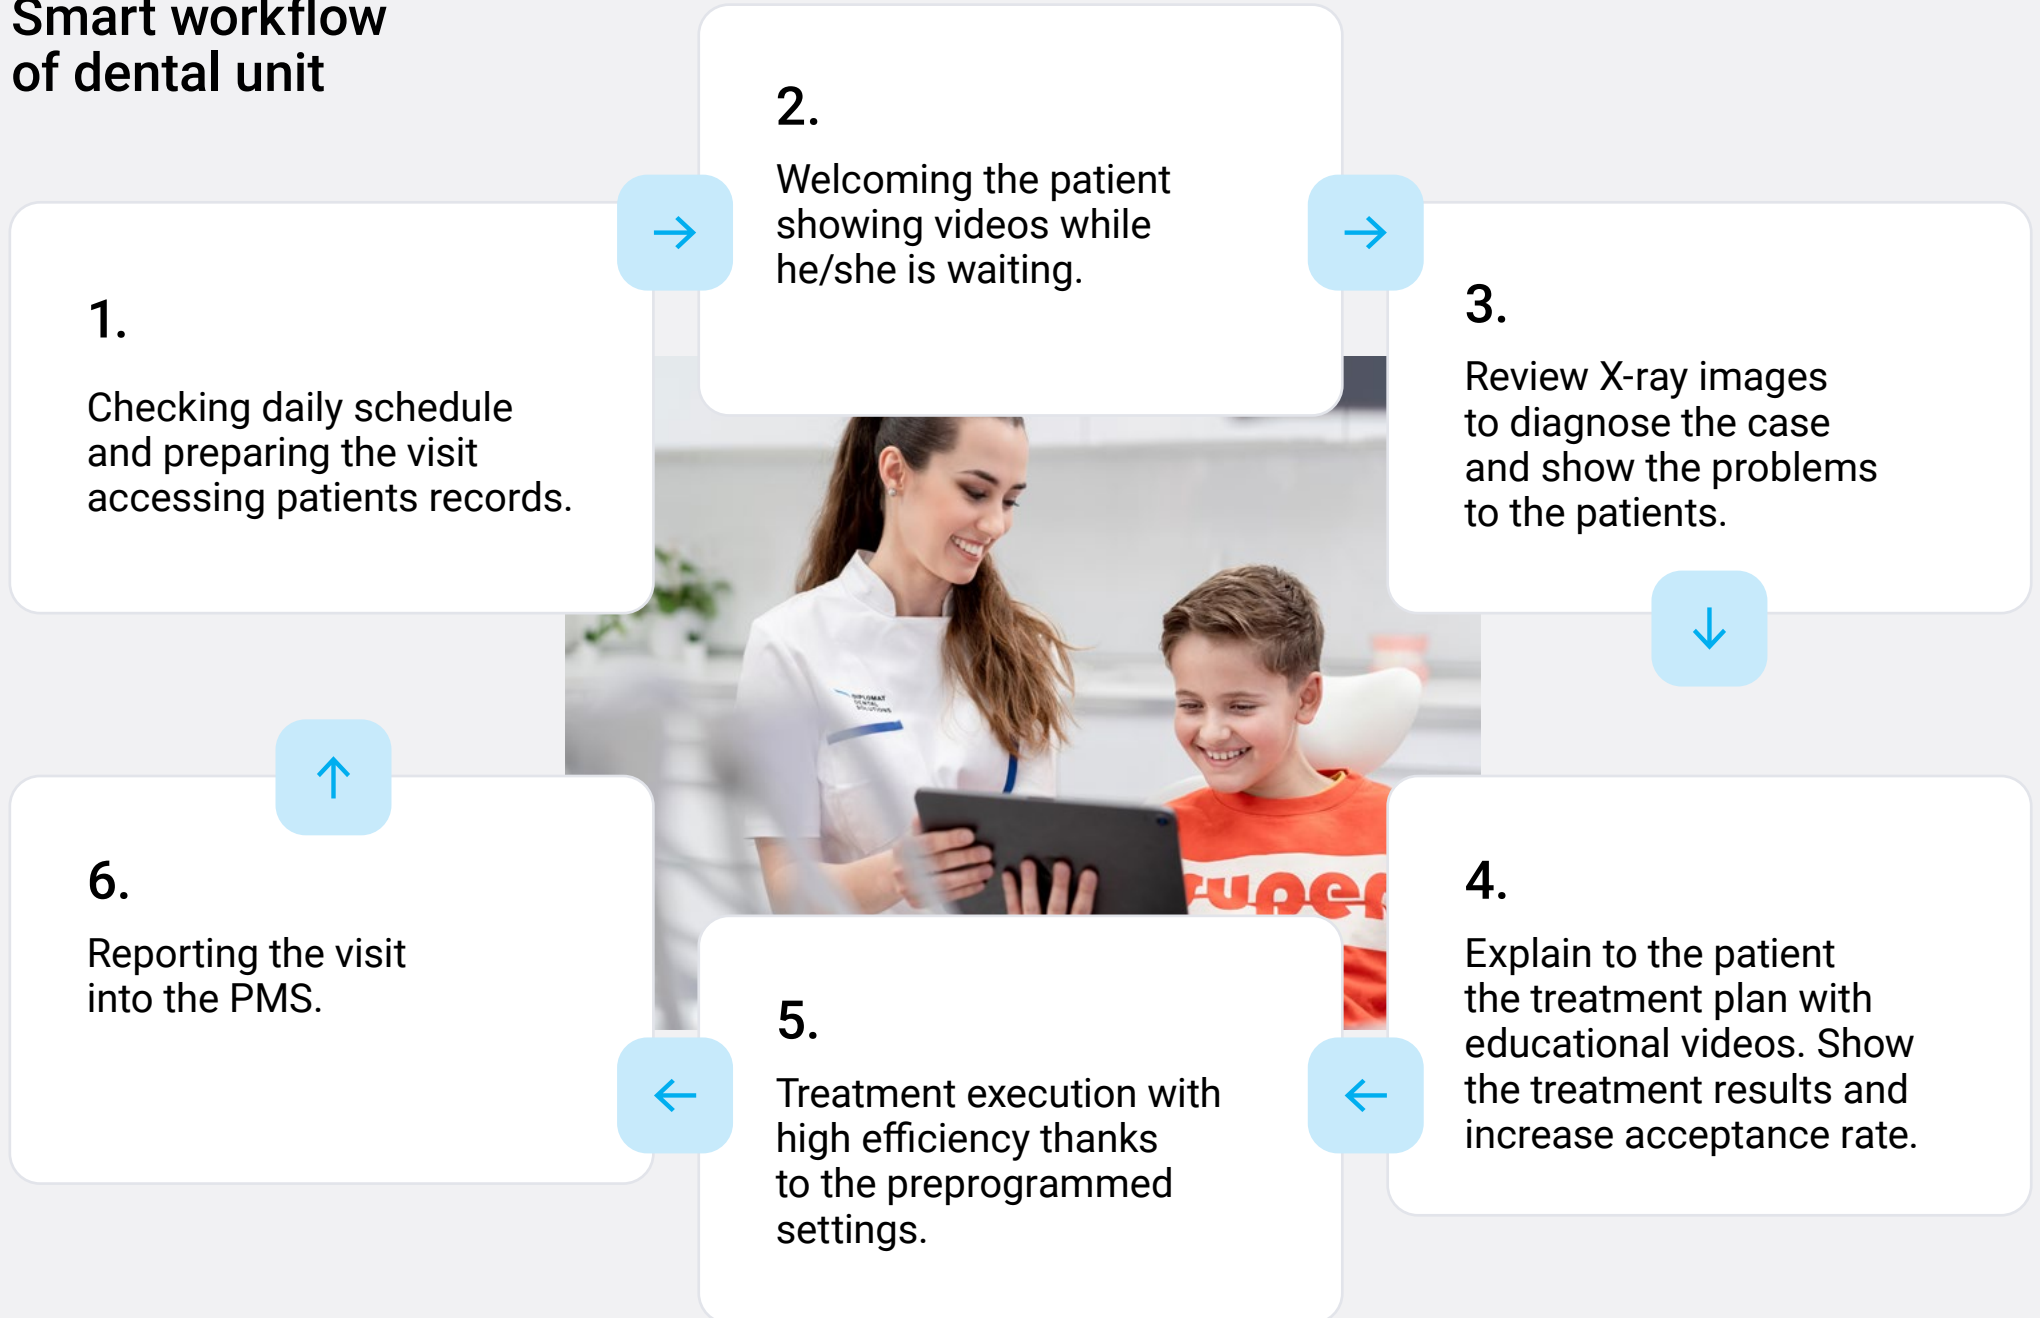 Smart workflow
of dental unit
1.
Checking daily schedule
and preparing the visit
accessing patients records.
2.
Welcoming the patient
showing videos while
he/she is waiting.
3.
Review X-ray images
to diagnose the case
and show the problems
to the patients.
4.
Explain to the patient
the treatment plan with
educational videos. Show
the treatment results and
increase acceptance rate.
5.
Treatment execution with
high efficiency thanks
to the preprogrammed
settings.
6.
Reporting the visit
into the PMS.
DIPLOMAT
DENTAL
SOLUTIONS
super